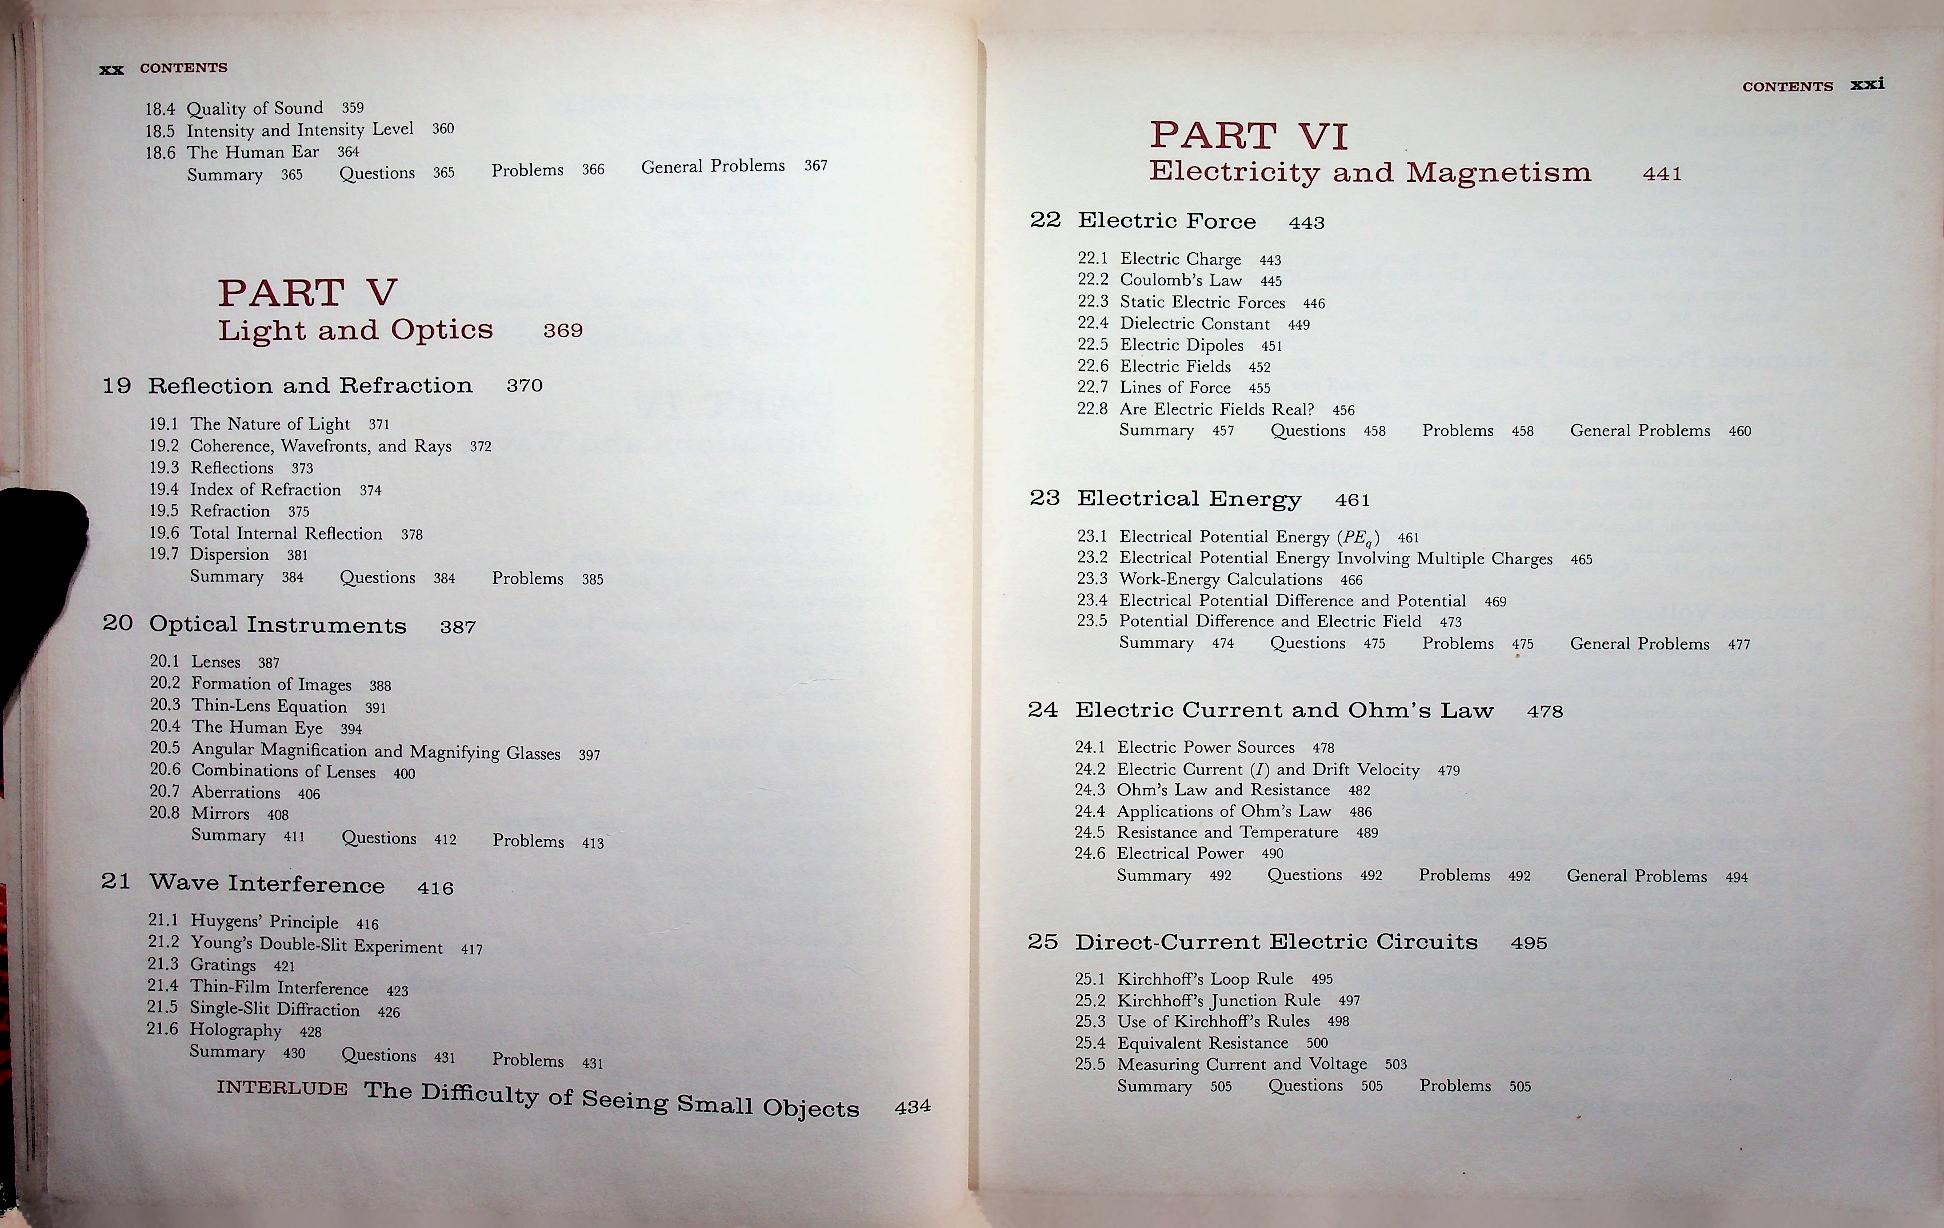 xx CONTENTS
18.4 Quality of Sound 359
18.5 Intensity and Intensity Level 360
18.6 The Human Ear 364
Summary 365 Questions 365 Problems 366 General Problems 367
PART V
Light and Optics 369
19 Reflection and Refraction 370
19.1 The Nature of Light 371
19.2 Coherence, Wavefronts, and Rays 372
19.3 Reflections 373
19.4 Index of Refraction 374
19.5 Refraction 375
19.6 Total Internal Reflection 378
19.7 Dispersion 381
Summary 384 Questions 384 Problems 385
20 Optical Instruments 387
20.1 Lenses 387
20.2 Formation of Images 388
20.3 Thin-Lens Equation 391
20.4 The Human Eye 394
20.5 Angular Magnification and Magnifying Glasses 397
20.6 Combinations of Lenses 400
20.7 Aberrations 406
20.8 Mirrors 408
Summary 411 Questions 412 Problems 413
21 Wave Interference 416
21.1 Huygens' Principle 416
21.2 Young's Double-Slit Experiment 417
21.3 Gratings 421
21.4 Thin-Film Interference 423
21.5 Single-Slit Diffraction 426
21.6 Holography 428
Summary 430 Questions 431 Problems 431
INTERLUDE The Difficulty of Seeing Small Objects 434
CONTENTS xxi
PART VI
Electricity and Magnetism 441
22 Electric Force 443
22.1 Electric Charge 443
22.2 Coulomb's Law 445
22.3 Static Electric Forces 446
22.4 Dielectric Constant 449
22.5 Electric Dipoles 451
22.6 Electric Fields 452
22.7 Lines of Force 455
22.8 Are Electric Fields Real? 456
Summary 457 Questions 458 Problems 458 General Problems 460
23 Electrical Energy 461
23.1 Electrical Potential Energy (PEq) 461
23.2 Electrical Potential Energy Involving Multiple Charges 465
23.3 Work-Energy Calculations 466
23.4 Electrical Potential Difference and Potential 469
23.5 Potential Difference and Electric Field 473
Summary 474 Questions 475 Problems 475 General Problems 477
24 Electric Current and Ohm's Law 478
24.1 Electric Power Sources 478
24.2 Electric Current (I) and Drift Velocity 479
24.3 Ohm's Law and Resistance 482
24.4 Applications of Ohm's Law 486
24.5 Resistance and Temperature 489
24.6 Electrical Power 490
Summary 492 Questions 492 Problems 492 General Problems 494
25 Direct-Current Electric Circuits 495
25.1 Kirchhoff's Loop Rule 495
25.2 Kirchhoff's Junction Rule 497
25.3 Use of Kirchhoff's Rules 498
25.4 Equivalent Resistance 500
25.5 Measuring Current and Voltage 503
Summary 505 Questions 505 Problems 505